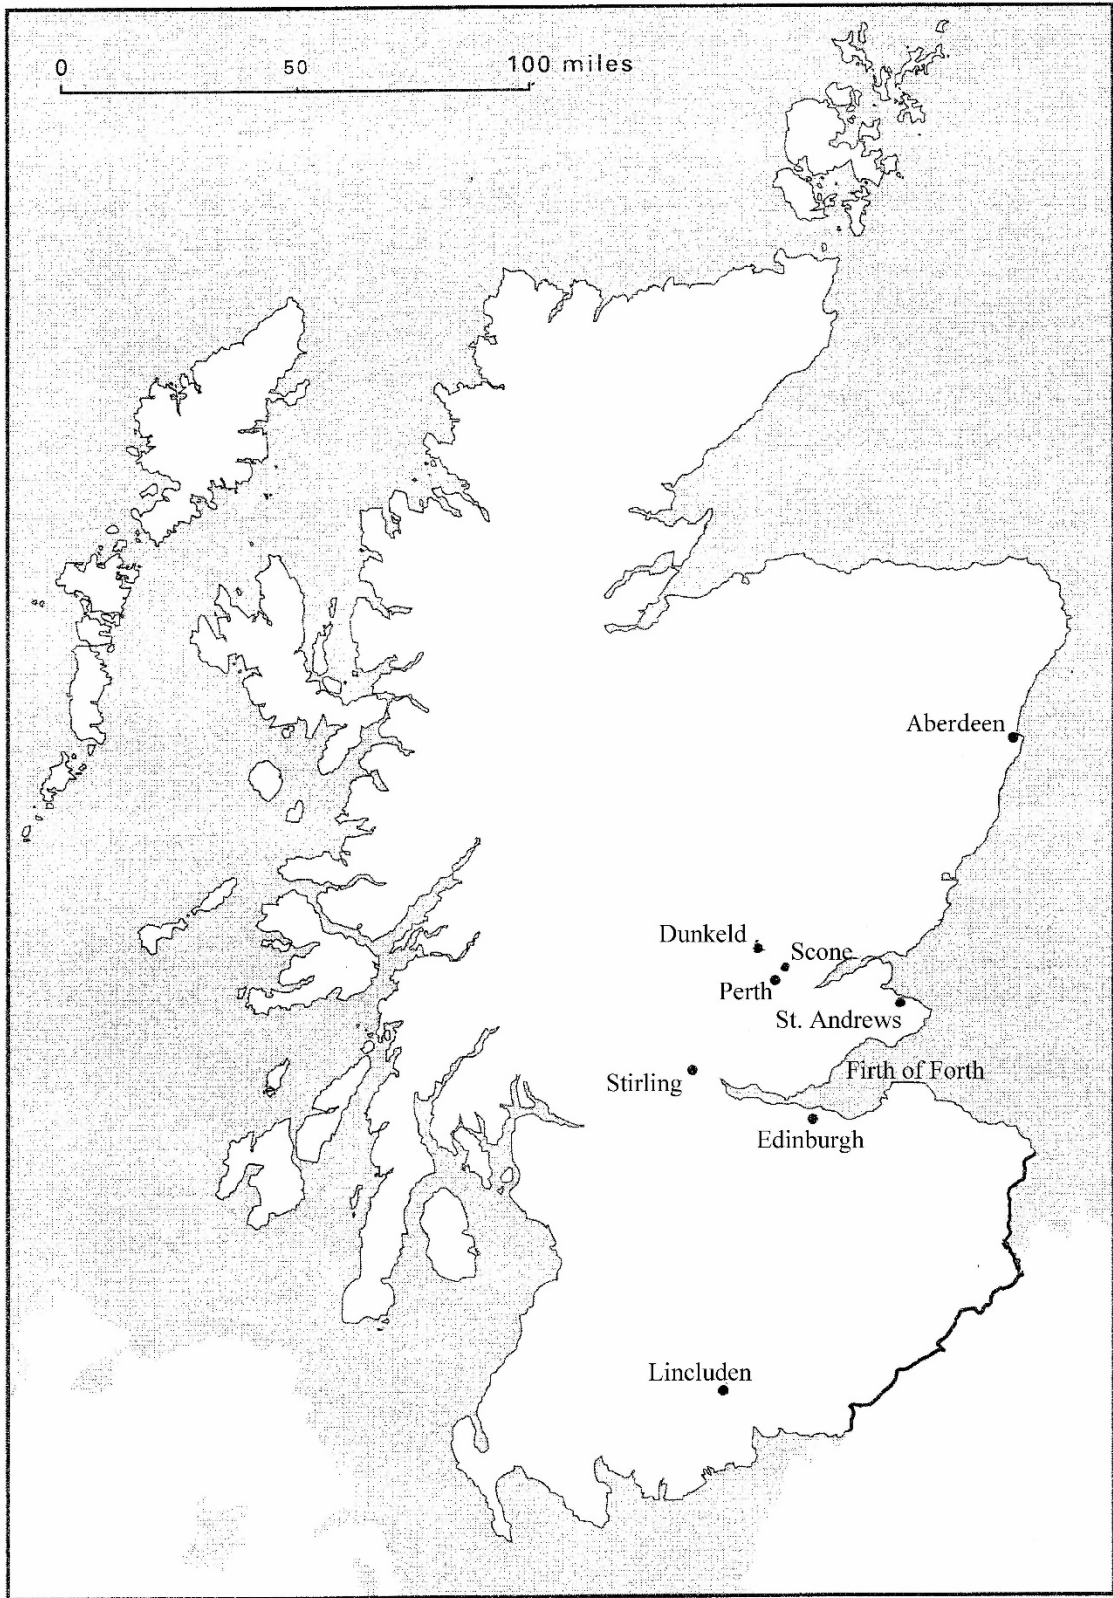 0 50 100 miles
Aberdeen
Dunkeld
Scone
Perth
St. Andrews
Stirling
Firth of Forth
Edinburgh
Lincluden